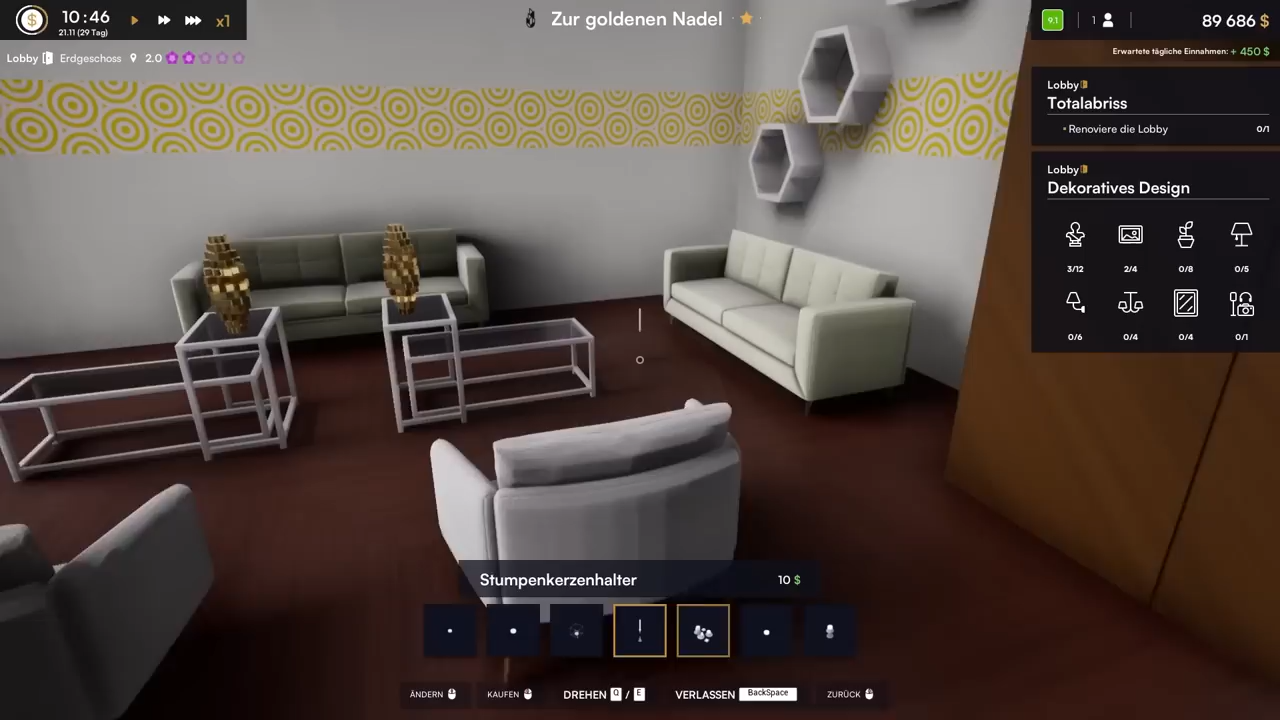 10:46
21.11 (29 Tag)
x1
Zur goldenen Nadel
9.1
1
89 686 $
Erwartete tägliche Einnahmen: + 450 $
Lobby Erdgeschoss 2.0
Lobby
Totalabriss
Renoviere die Lobby 0/1
Lobby
Dekoratives Design
3/12 2/4 0/8 0/5
0/6 0/4 0/4 0/1
Stumpenkerzenhalter 10 $
ÄNDERN KAUFEN DREHEN Q / E VERLASSEN BackSpace ZURÜCK